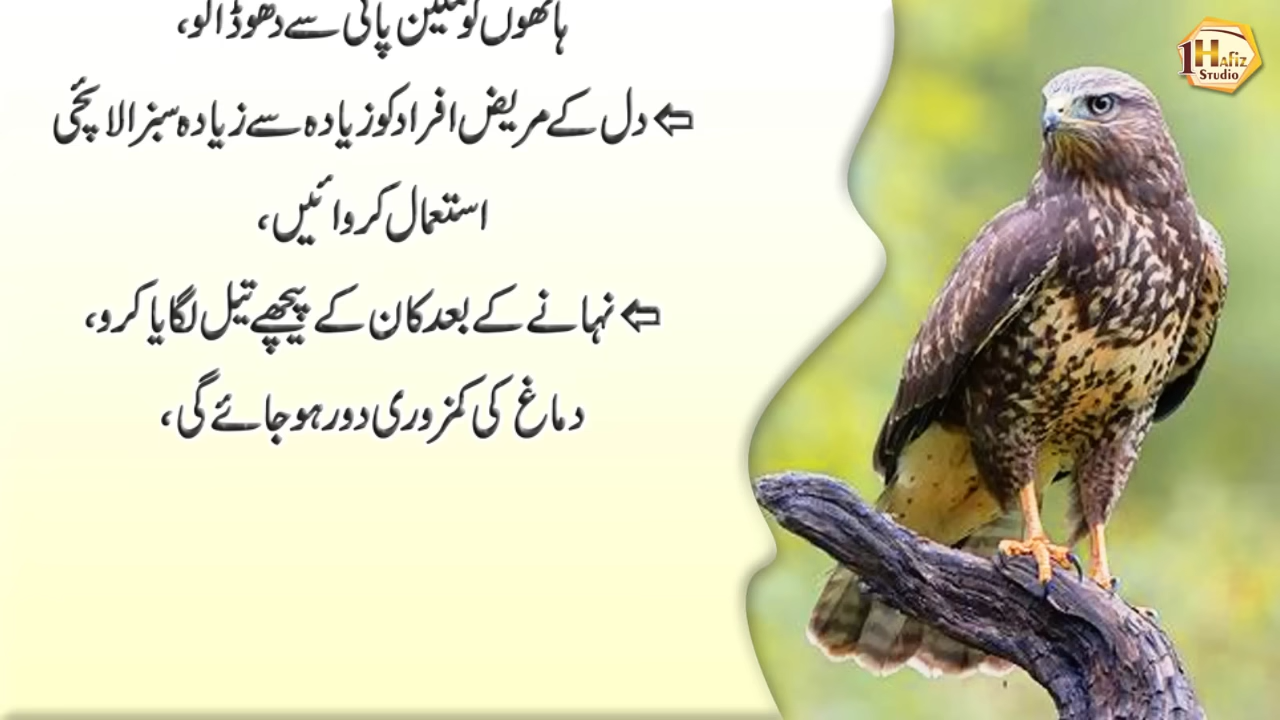 ہاتھوں کو نمکین پانی سے دھو ڈالو،
⇦ دل کے مریض افراد کو زیادہ سے زیادہ سبز الائچی
استعمال کروائیں،
⇦ نہانے کے بعد کان کے پیچھے تیل لگایا کرو،
دماغ کی کمزوری دور ہو جائے گی،
1Hafiz
Studio